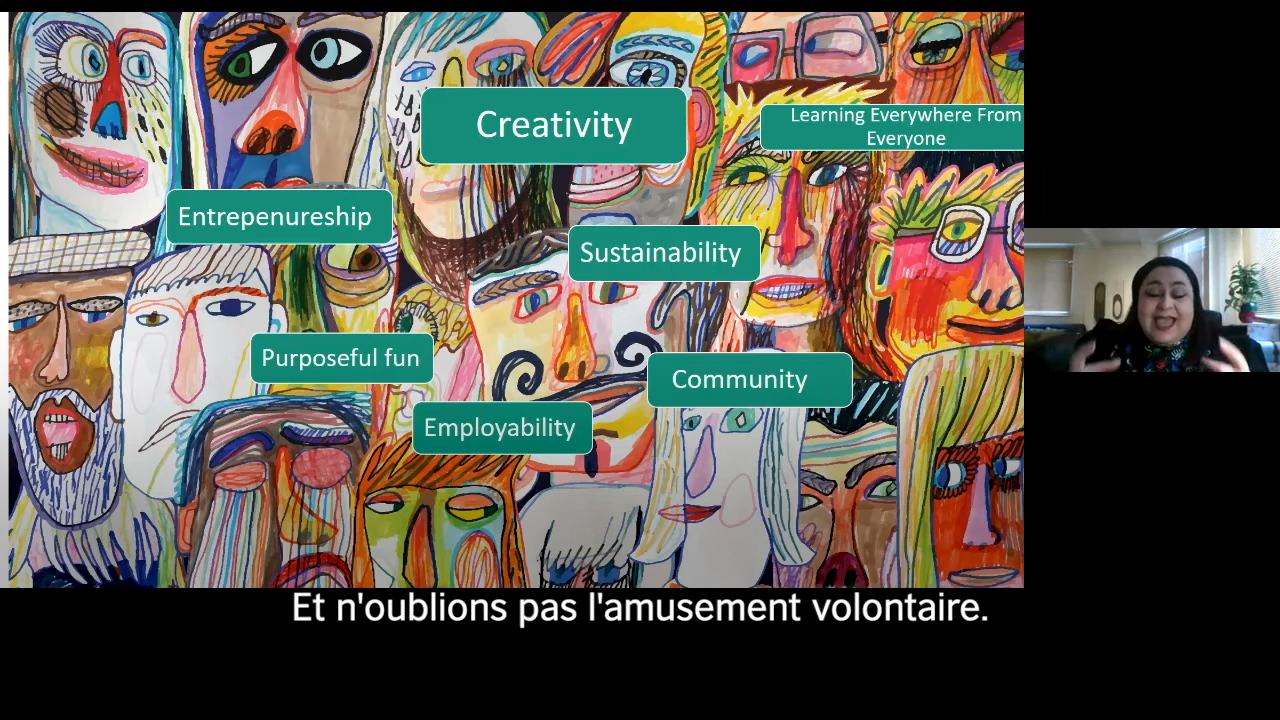 Creativity
Learning Everywhere From
Everyone
Entrepenureship
Sustainability
Purposeful fun
Community
Employability
Et n'oublions pas l'amusement volontaire.